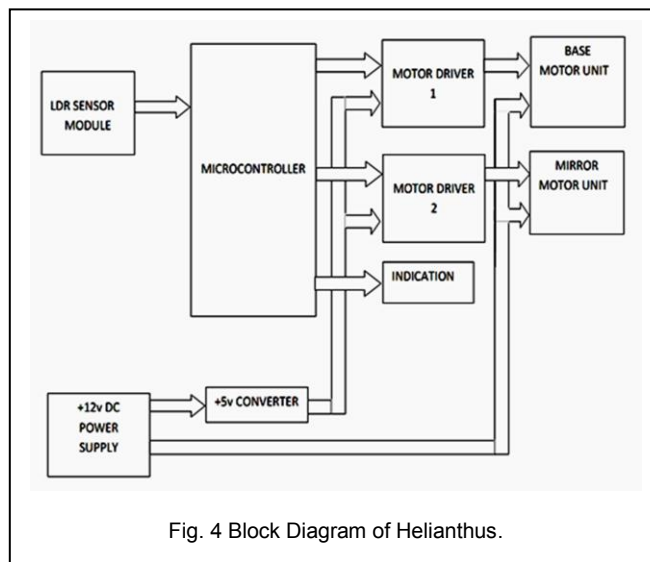 LDR SENSOR
MODULE
MICROCONTROLLER
MOTOR DRIVER
1
BASE
MOTOR UNIT
MOTOR DRIVER
2
MIRROR
MOTOR UNIT
INDICATION
+12v DC
POWER
SUPPLY
+5v CONVERTER
Fig. 4 Block Diagram of Helianthus.